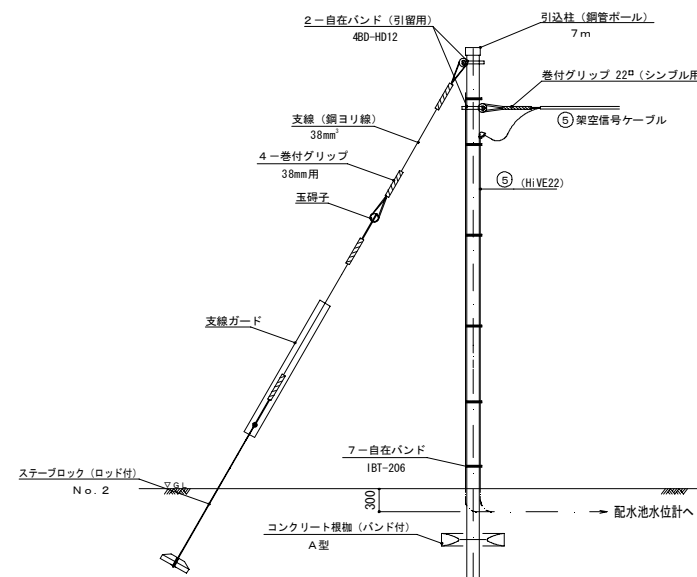 2－自在バンド（引留用）
4BD-HD12
引込柱（鋼管ポール）
7ｍ
巻付グリップ 22□（シンブル用
⑤架空信号ケーブル
支線（鋼ヨリ線）
38mm³
4－巻付グリップ
38mm用
玉碍子
⑤（HiVE22）
支線ガード
7－自在バンド
IBT-206
ステーブロック（ロッド付）
Ｎｏ．２
▽ＧＬ
300
配水池水位計へ
コンクリート根枷（バンド付）
Ａ型